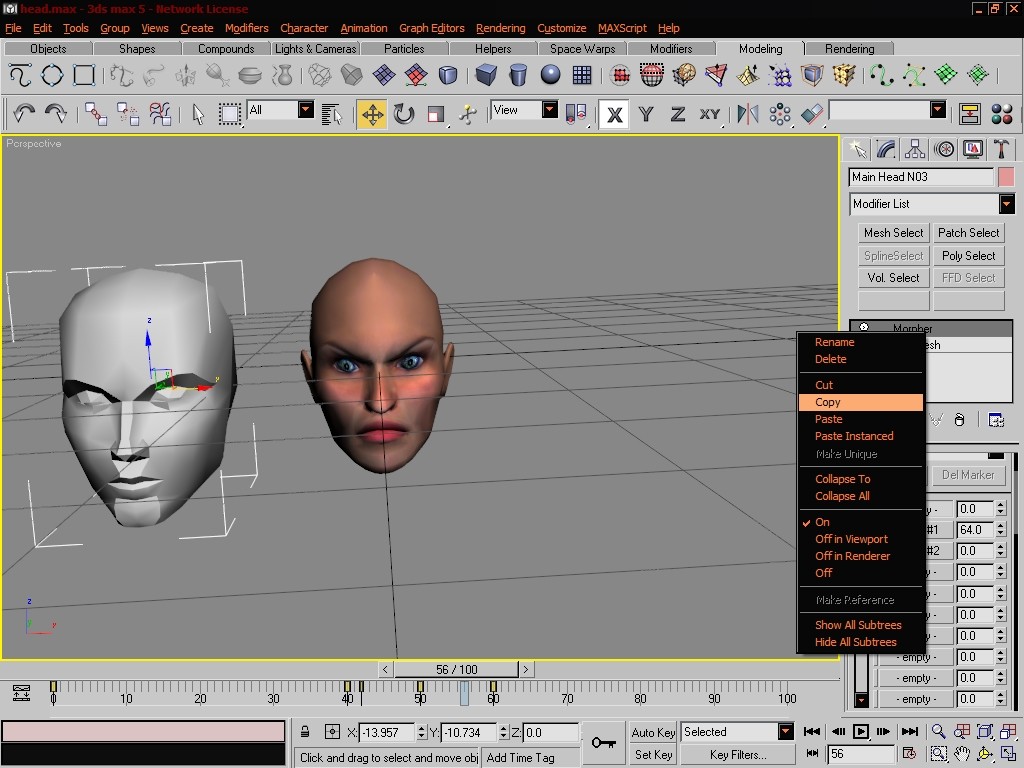 head.max - 3ds max 5 - Network License
File Edit Tools Group Views Create Modifiers Character Animation Graph Editors Rendering Customize MAXScript Help
Objects Shapes Compounds Lights & Cameras Particles Helpers Space Warps Modifiers Modeling Rendering
All View X Y Z XY
Perspective
Main Head N03
Modifier List
Mesh Select Patch Select
SplineSelect Poly Select
Vol. Select FFD Select
Morpher
esh
Rename
Delete
Cut
Copy
Paste
Paste Instanced
Make Unique
Collapse To
Collapse All
On
Off in Viewport
Off in Renderer
Off
Make Reference
Show All Subtrees
Hide All Subtrees
Del Marker
y - 0.0
#1 64.0
#2 0.0
y - 0.0
y - 0.0
y - 0.0
y - 0.0
- empty - 0.0
- empty - 0.0
- empty - 0.0
z
y
z
y
< 56 / 100 >
0 10 20 30 40 50 60 70 80 90 100
X: -13.957 Y: -10.734 Z: 0.0
Auto Key Selected
Click and drag to select and move obj Add Time Tag
Set Key Key Filters... 56